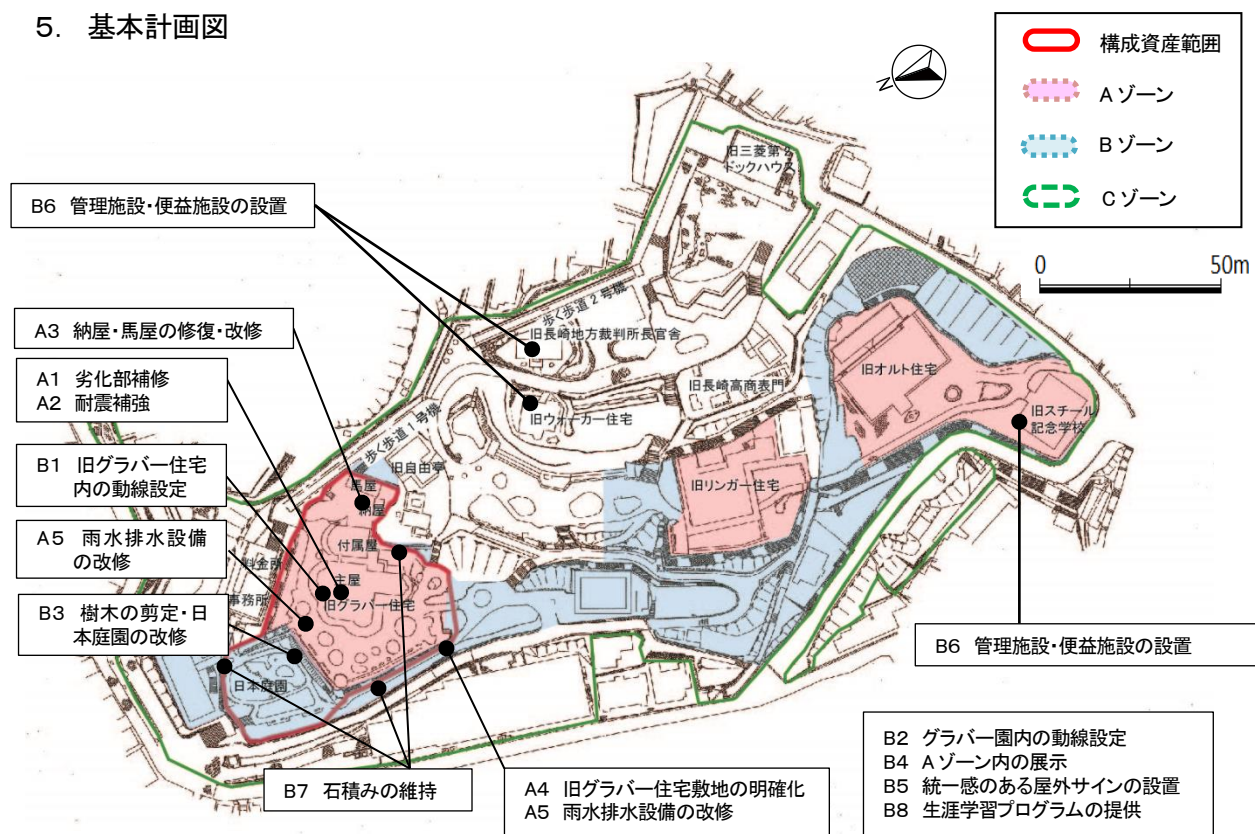 5. 基本計画図
構成資産範囲
Aゾーン
Bゾーン
Cゾーン
N
0 50m
B6 管理施設・便益施設の設置
A3 納屋・馬屋の修復・改修
A1 劣化部補修
A2 耐震補強
B1 旧グラバー住宅
内の動線設定
A5 雨水排水設備
の改修
B3 樹木の剪定・日
本庭園の改修
旧三菱第2
ドックハウス
歩く歩道2号機
旧長崎地方裁判所長官舎
旧長崎高商表門
旧ウォーカー住宅
旧オルト住宅
旧スチール
記念学校
歩く歩道1号機
旧自由亭
旧リンガー住宅
馬屋
納屋
付属屋
料金所
主屋
事務所
旧グラバー住宅
日本庭園
B6 管理施設・便益施設の設置
B7 石積みの維持
A4 旧グラバー住宅敷地の明確化
A5 雨水排水設備の改修
B2 グラバー園内の動線設定
B4 Aゾーン内の展示
B5 統一感のある屋外サインの設置
B8 生涯学習プログラムの提供